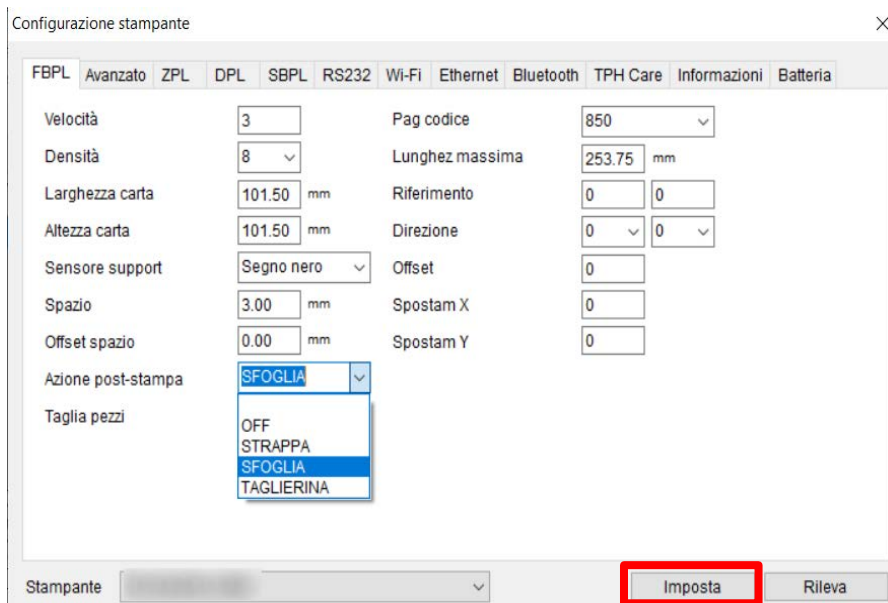 Configurazione stampante
FBPL Avanzato ZPL DPL SBPL RS232 Wi-Fi Ethernet Bluetooth TPH Care Informazioni Batteria
Velocità 3 Pag codice 850
Densità 8 Lunghez massima 253.75 mm
Larghezza carta 101.50 mm Riferimento 0 0
Altezza carta 101.50 mm Direzione 0 0
Sensore support Segno nero Offset 0
Spazio 3.00 mm Spostam X 0
Offset spazio 0.00 mm Spostam Y 0
Azione post-stampa SFOGLIA
Taglia pezzi
OFF
STRAPPA
SFOGLIA
TAGLIERINA
Stampante Imposta Rileva